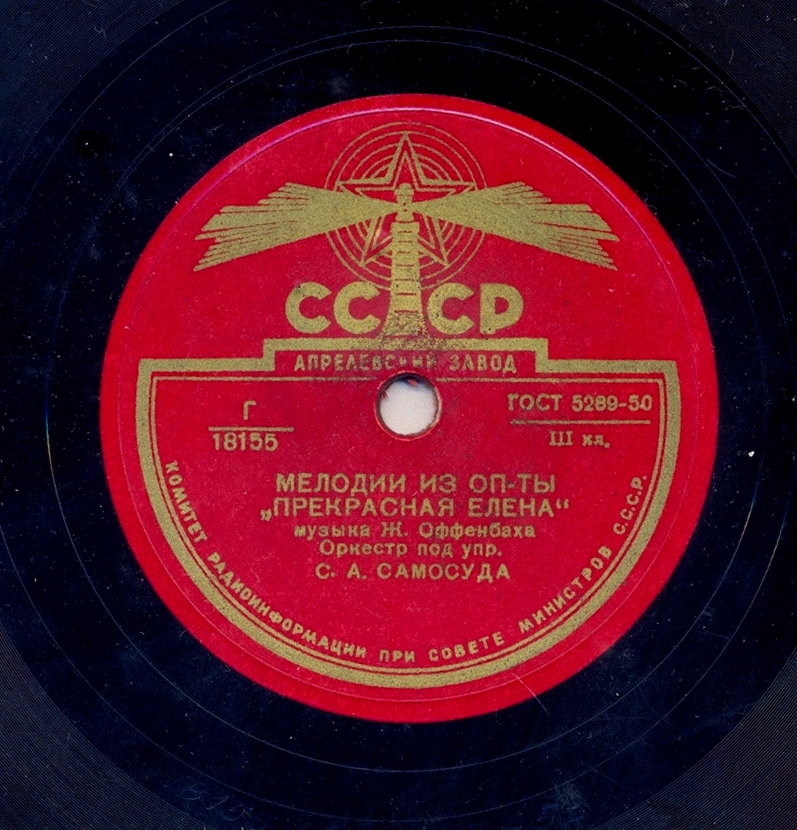 СССР
АПРЕЛЕВСКИЙ ЗАВОД
Г
18155
ГОСТ 5289-50
III кл.
МЕЛОДИИ ИЗ ОП-ТЫ
„ПРЕКРАСНАЯ ЕЛЕНА“
музыка Ж. Оффенбаха
Оркестр под упр.
С. А. САМОСУДА
КОМИТЕТ РАДИОИНФОРМАЦИИ ПРИ СОВЕТЕ МИНИСТРОВ С.С.С.Р.